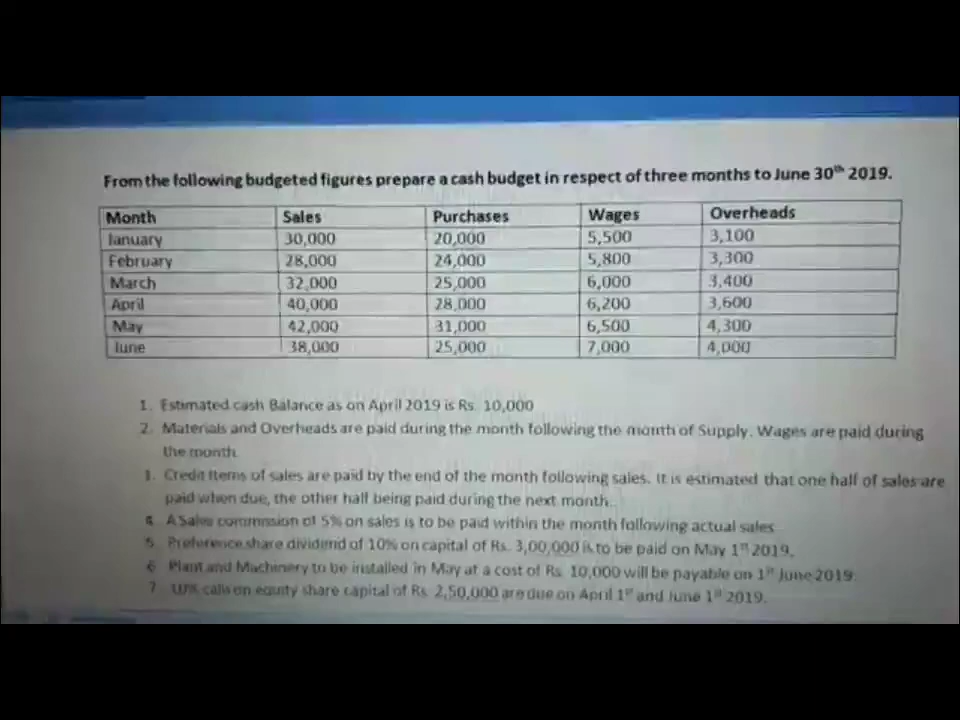 From the following budgeted figures prepare a cash budget in respect of three months to June 30th 2019.
Month Sales Purchases Wages Overheads
January 30,000 20,000 5,500 3,100
February 28,000 24,000 5,800 3,300
March 32,000 25,000 6,000 3,400
April 40,000 28,000 6,200 3,600
May 42,000 31,000 6,500 4,300
June 38,000 25,000 7,000 4,000
1. Estimated cash Balance as on April 2019 is Rs. 10,000
2. Materials and Overheads are paid during the month following the month of Supply. Wages are paid during
the month.
3. Credit Items of sales are paid by the end of the month following sales. It is estimated that one half of sales are
paid when due, the other half being paid during the next month.
4. A Sales commission of 5% on sales is to be paid within the month following actual sales
5. Preference share dividend of 10% on capital of Rs. 3,00,000 is to be paid on May 1st 2019.
6. Plant and Machinery to be installed in May at a cost of Rs. 10,000 will be payable on 1st June 2019
7. 10% calls on equity share capital of Rs. 2,50,000 are due on April 1st and June 1st 2019.